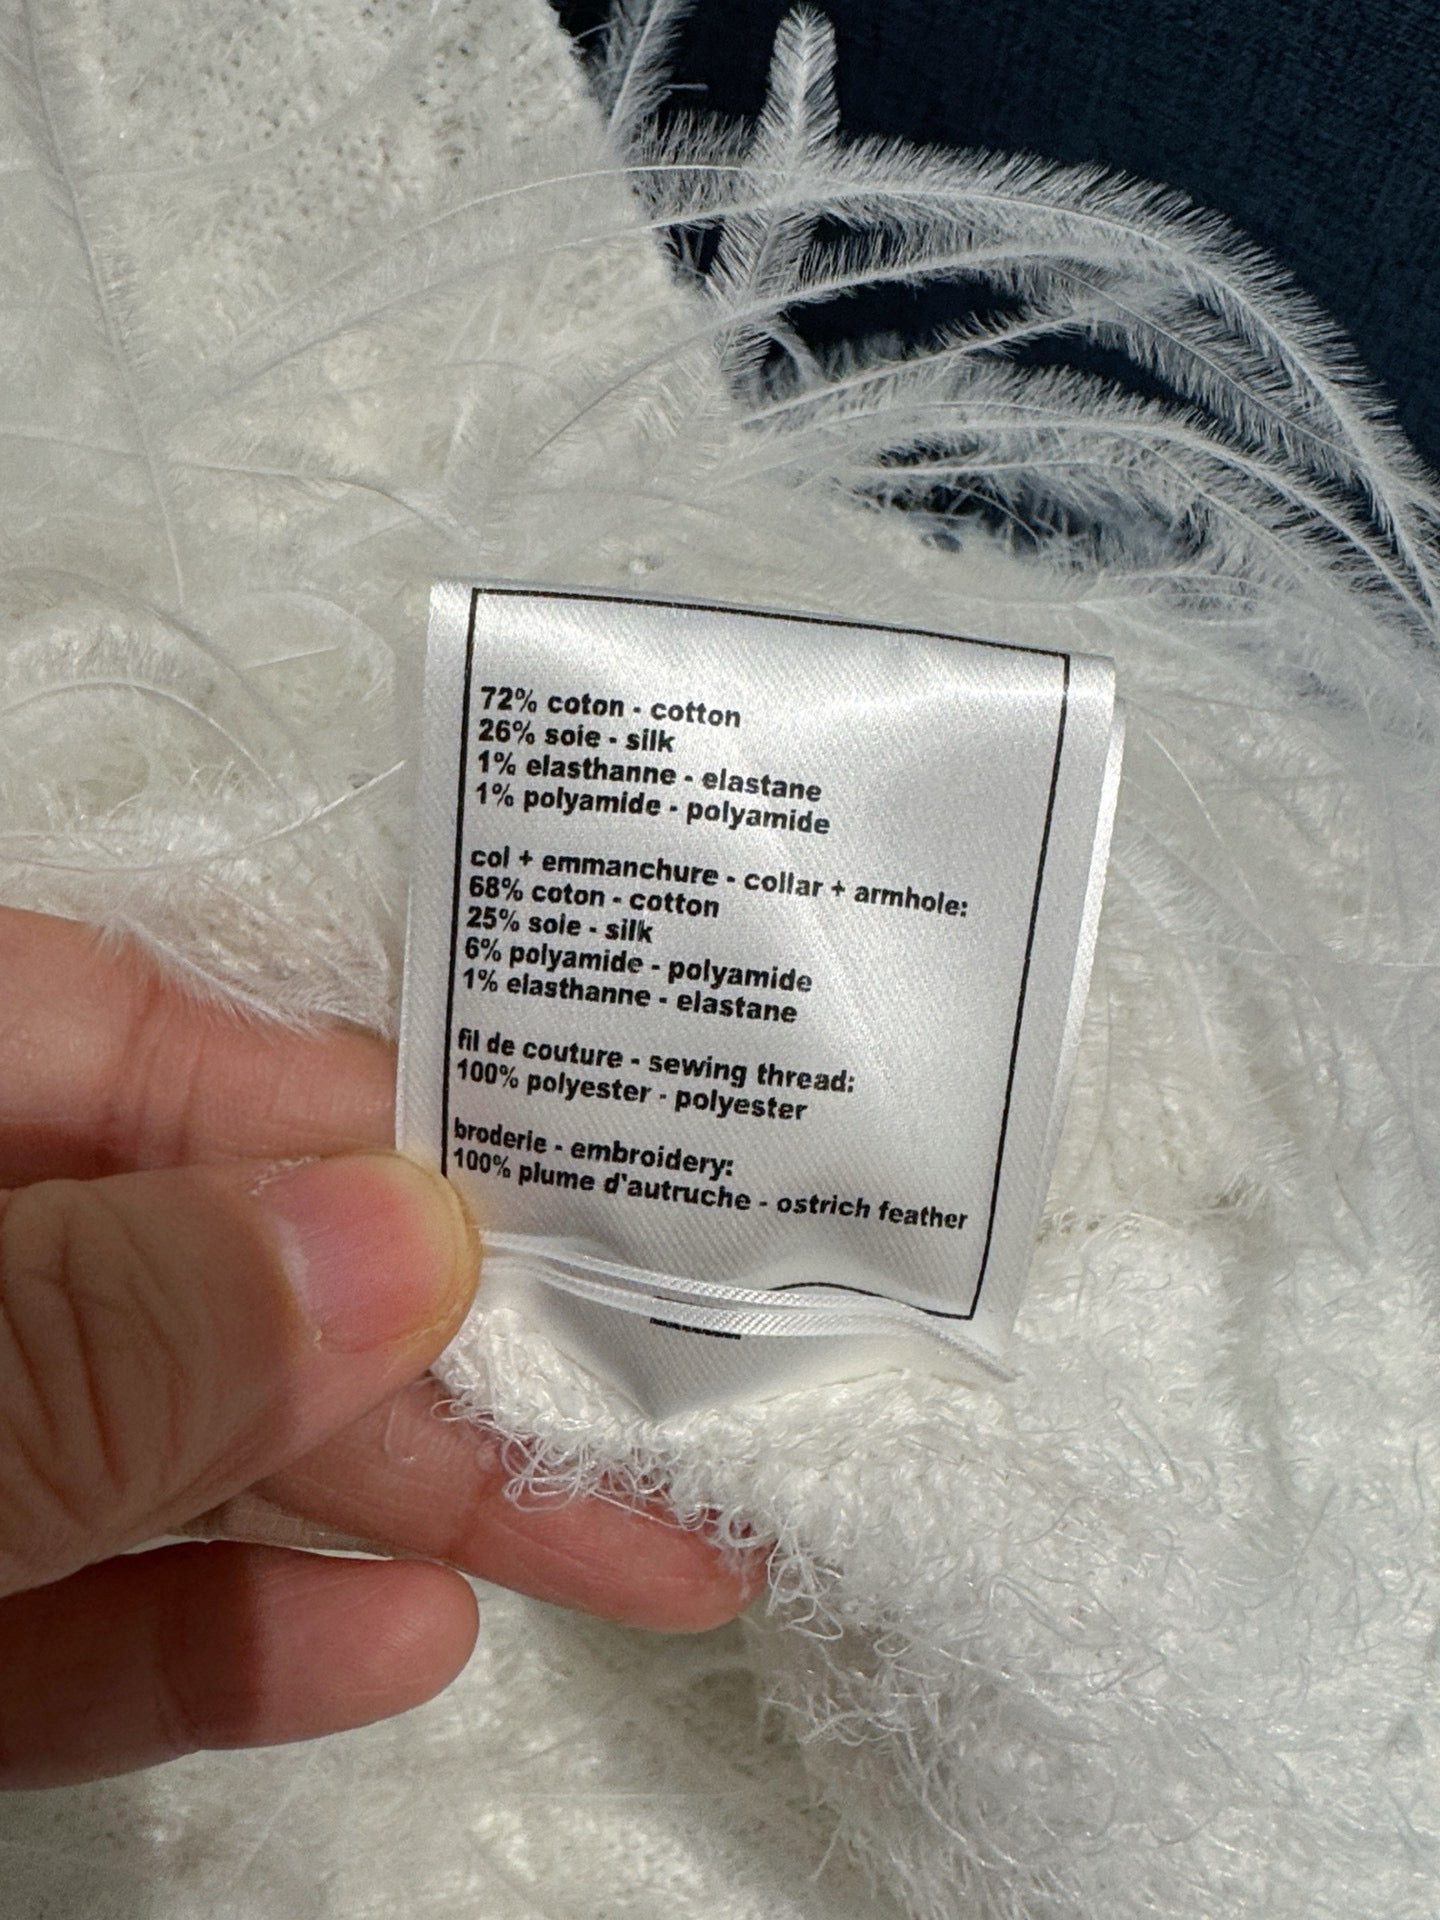 72% coton - cotton
26% soie - silk
1% elasthanne - elastane
1% polyamide - polyamide
col + emmanchure - collar + armhole:
68% coton - cotton
25% soie - silk
6% polyamide - polyamide
1% elasthanne - elastane
fil de couture - sewing thread:
100% polyester - polyester
broderie - embroidery:
100% plume d'autruche - ostrich feather